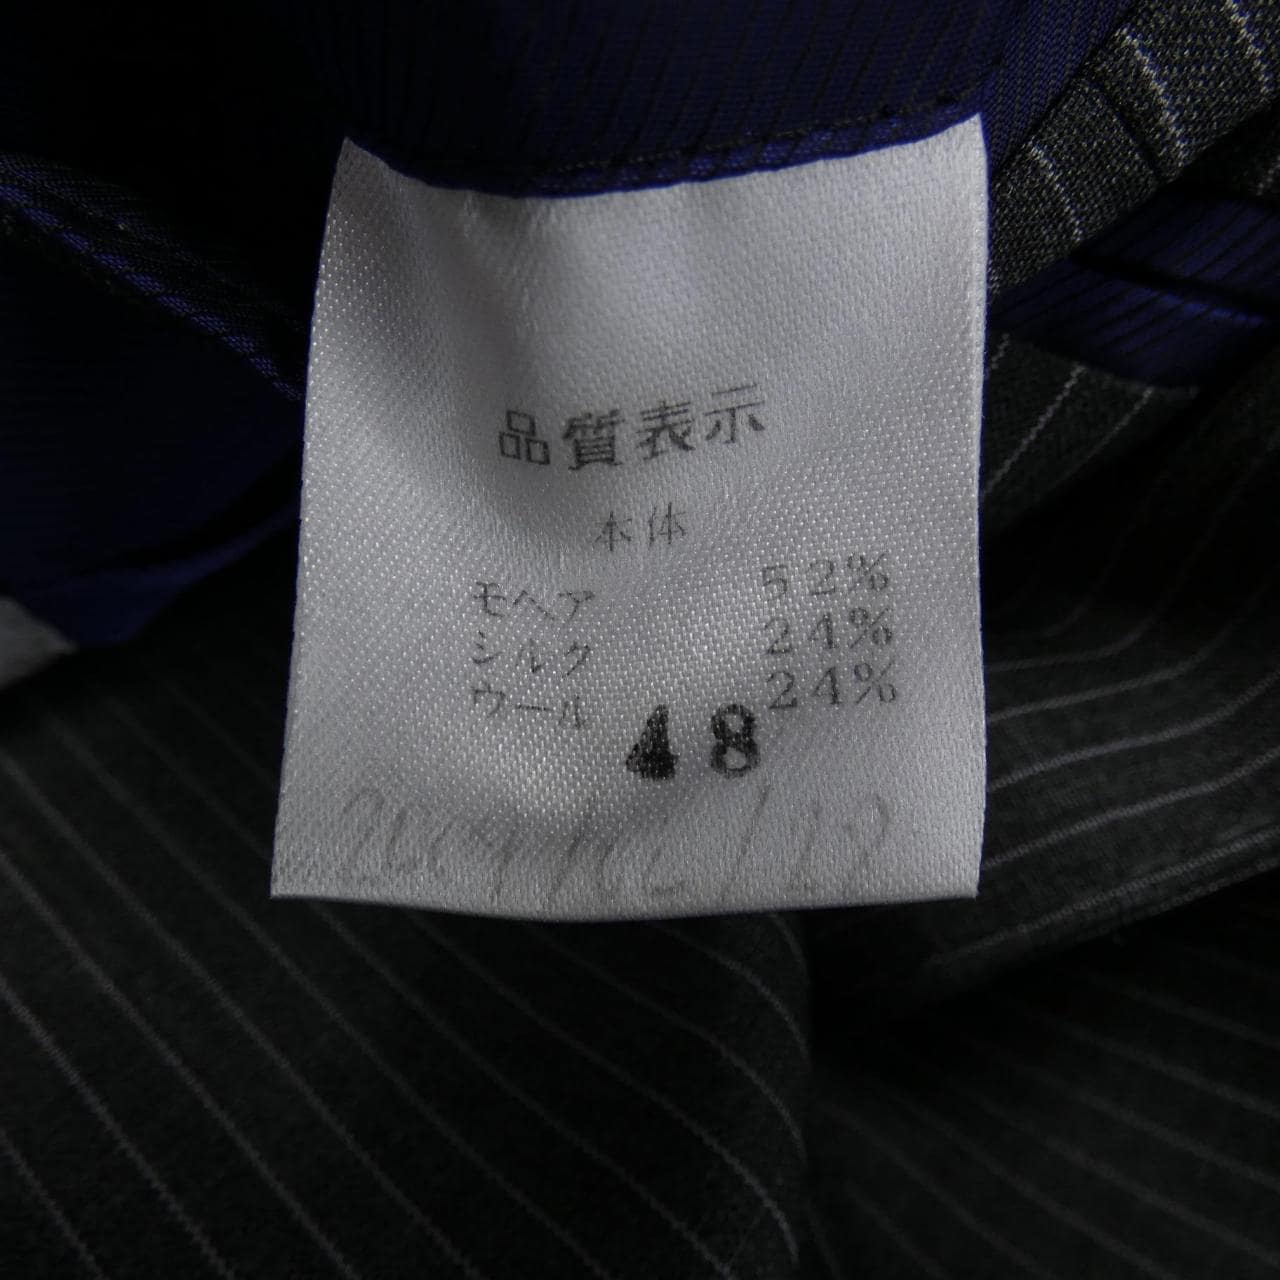 品質表示
本体
モヘア 52%
シルク 24%
ウール 24%
48